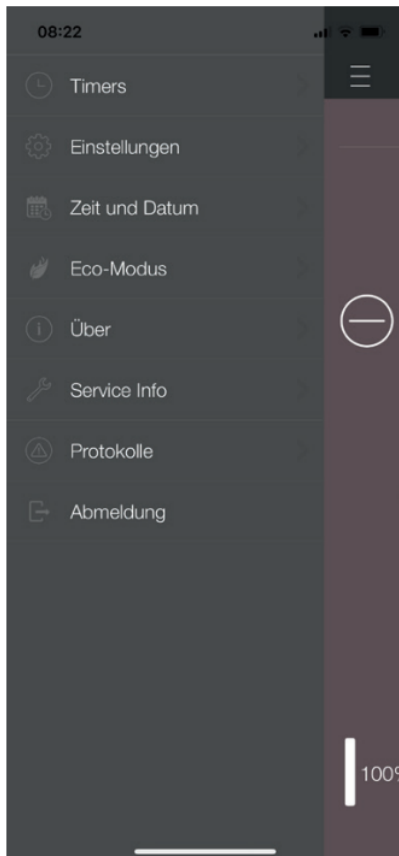 08:22
Timers
Einstellungen
Zeit und Datum
Eco-Modus
Über
Service Info
Protokolle
Abmeldung
100%